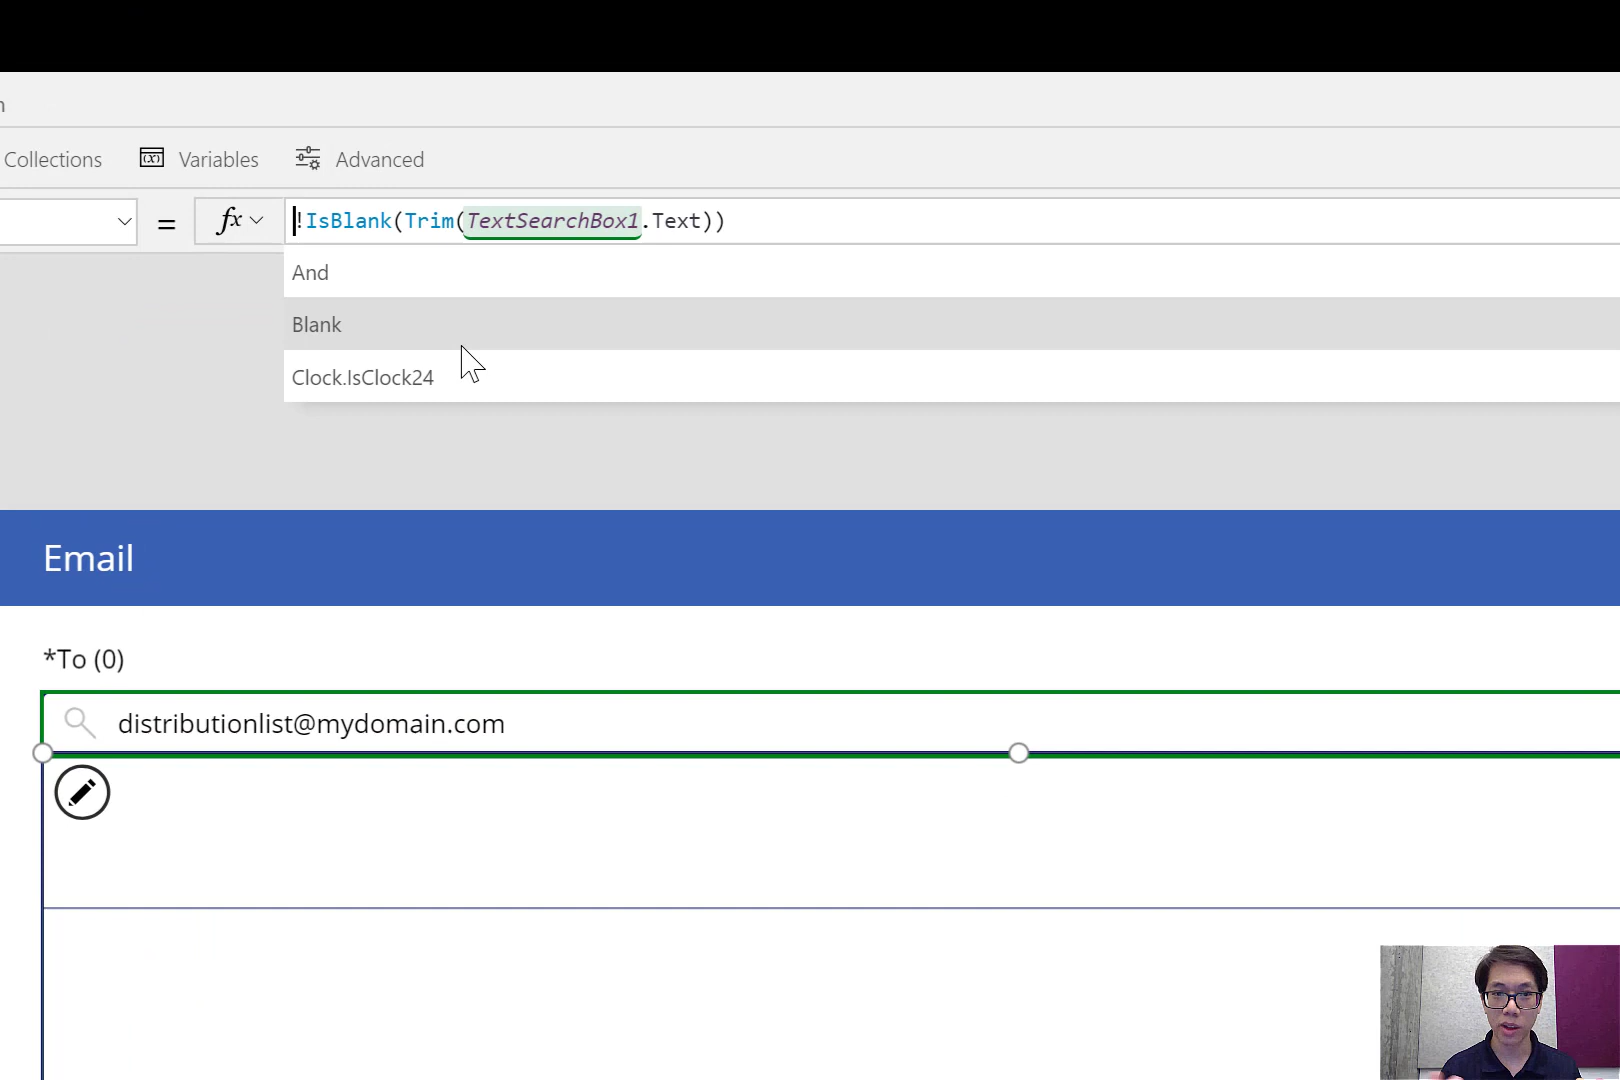 n
Collections Variables Advanced
= fx !IsBlank(Trim(TextSearchBox1.Text))
And
Blank
Clock.IsClock24
Email
*To (0)
distributionlist@mydomain.com